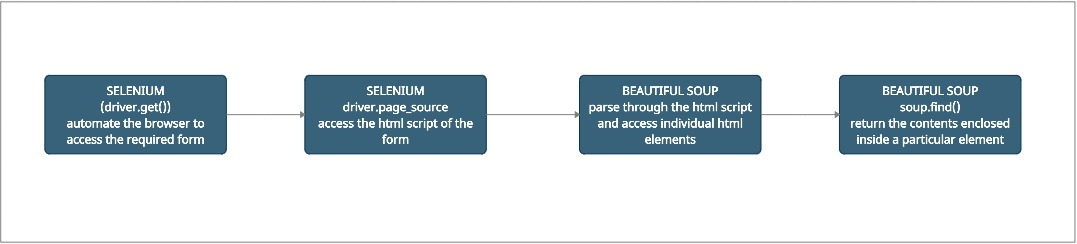 SELENIUM
(driver.get())
automate the browser to
access the required form
SELENIUM
driver.page_source
access the html script of the
form
BEAUTIFUL SOUP
parse through the html script
and access individual html
elements
BEAUTIFUL SOUP
soup.find()
return the contents enclosed
inside a particular element